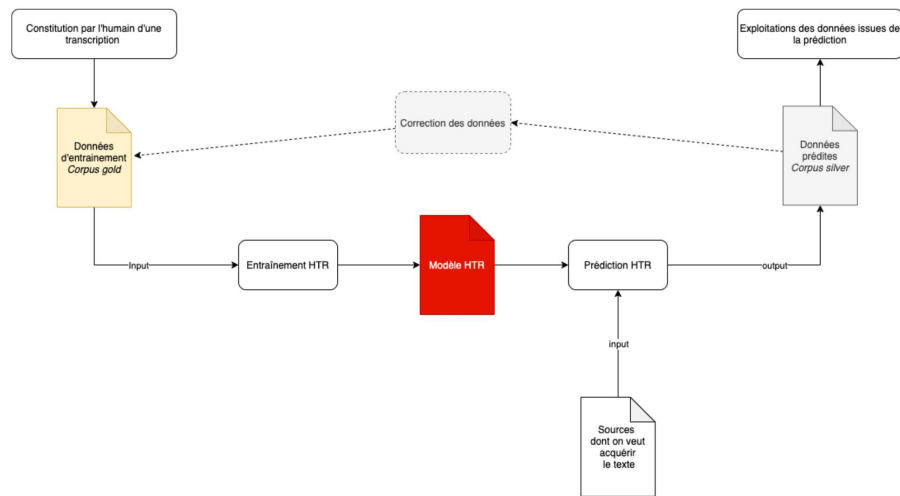 Constitution par l'humain d'une
transcription
Exploitations des données issues de
la prédiction
Correction des données
Données
d'entrainement
Corpus gold
Données
prédites
Corpus silver
Input
Entraînement HTR
Modèle HTR
Prédiction HTR
output
input
Sources
dont on veut
acquérir
le texte